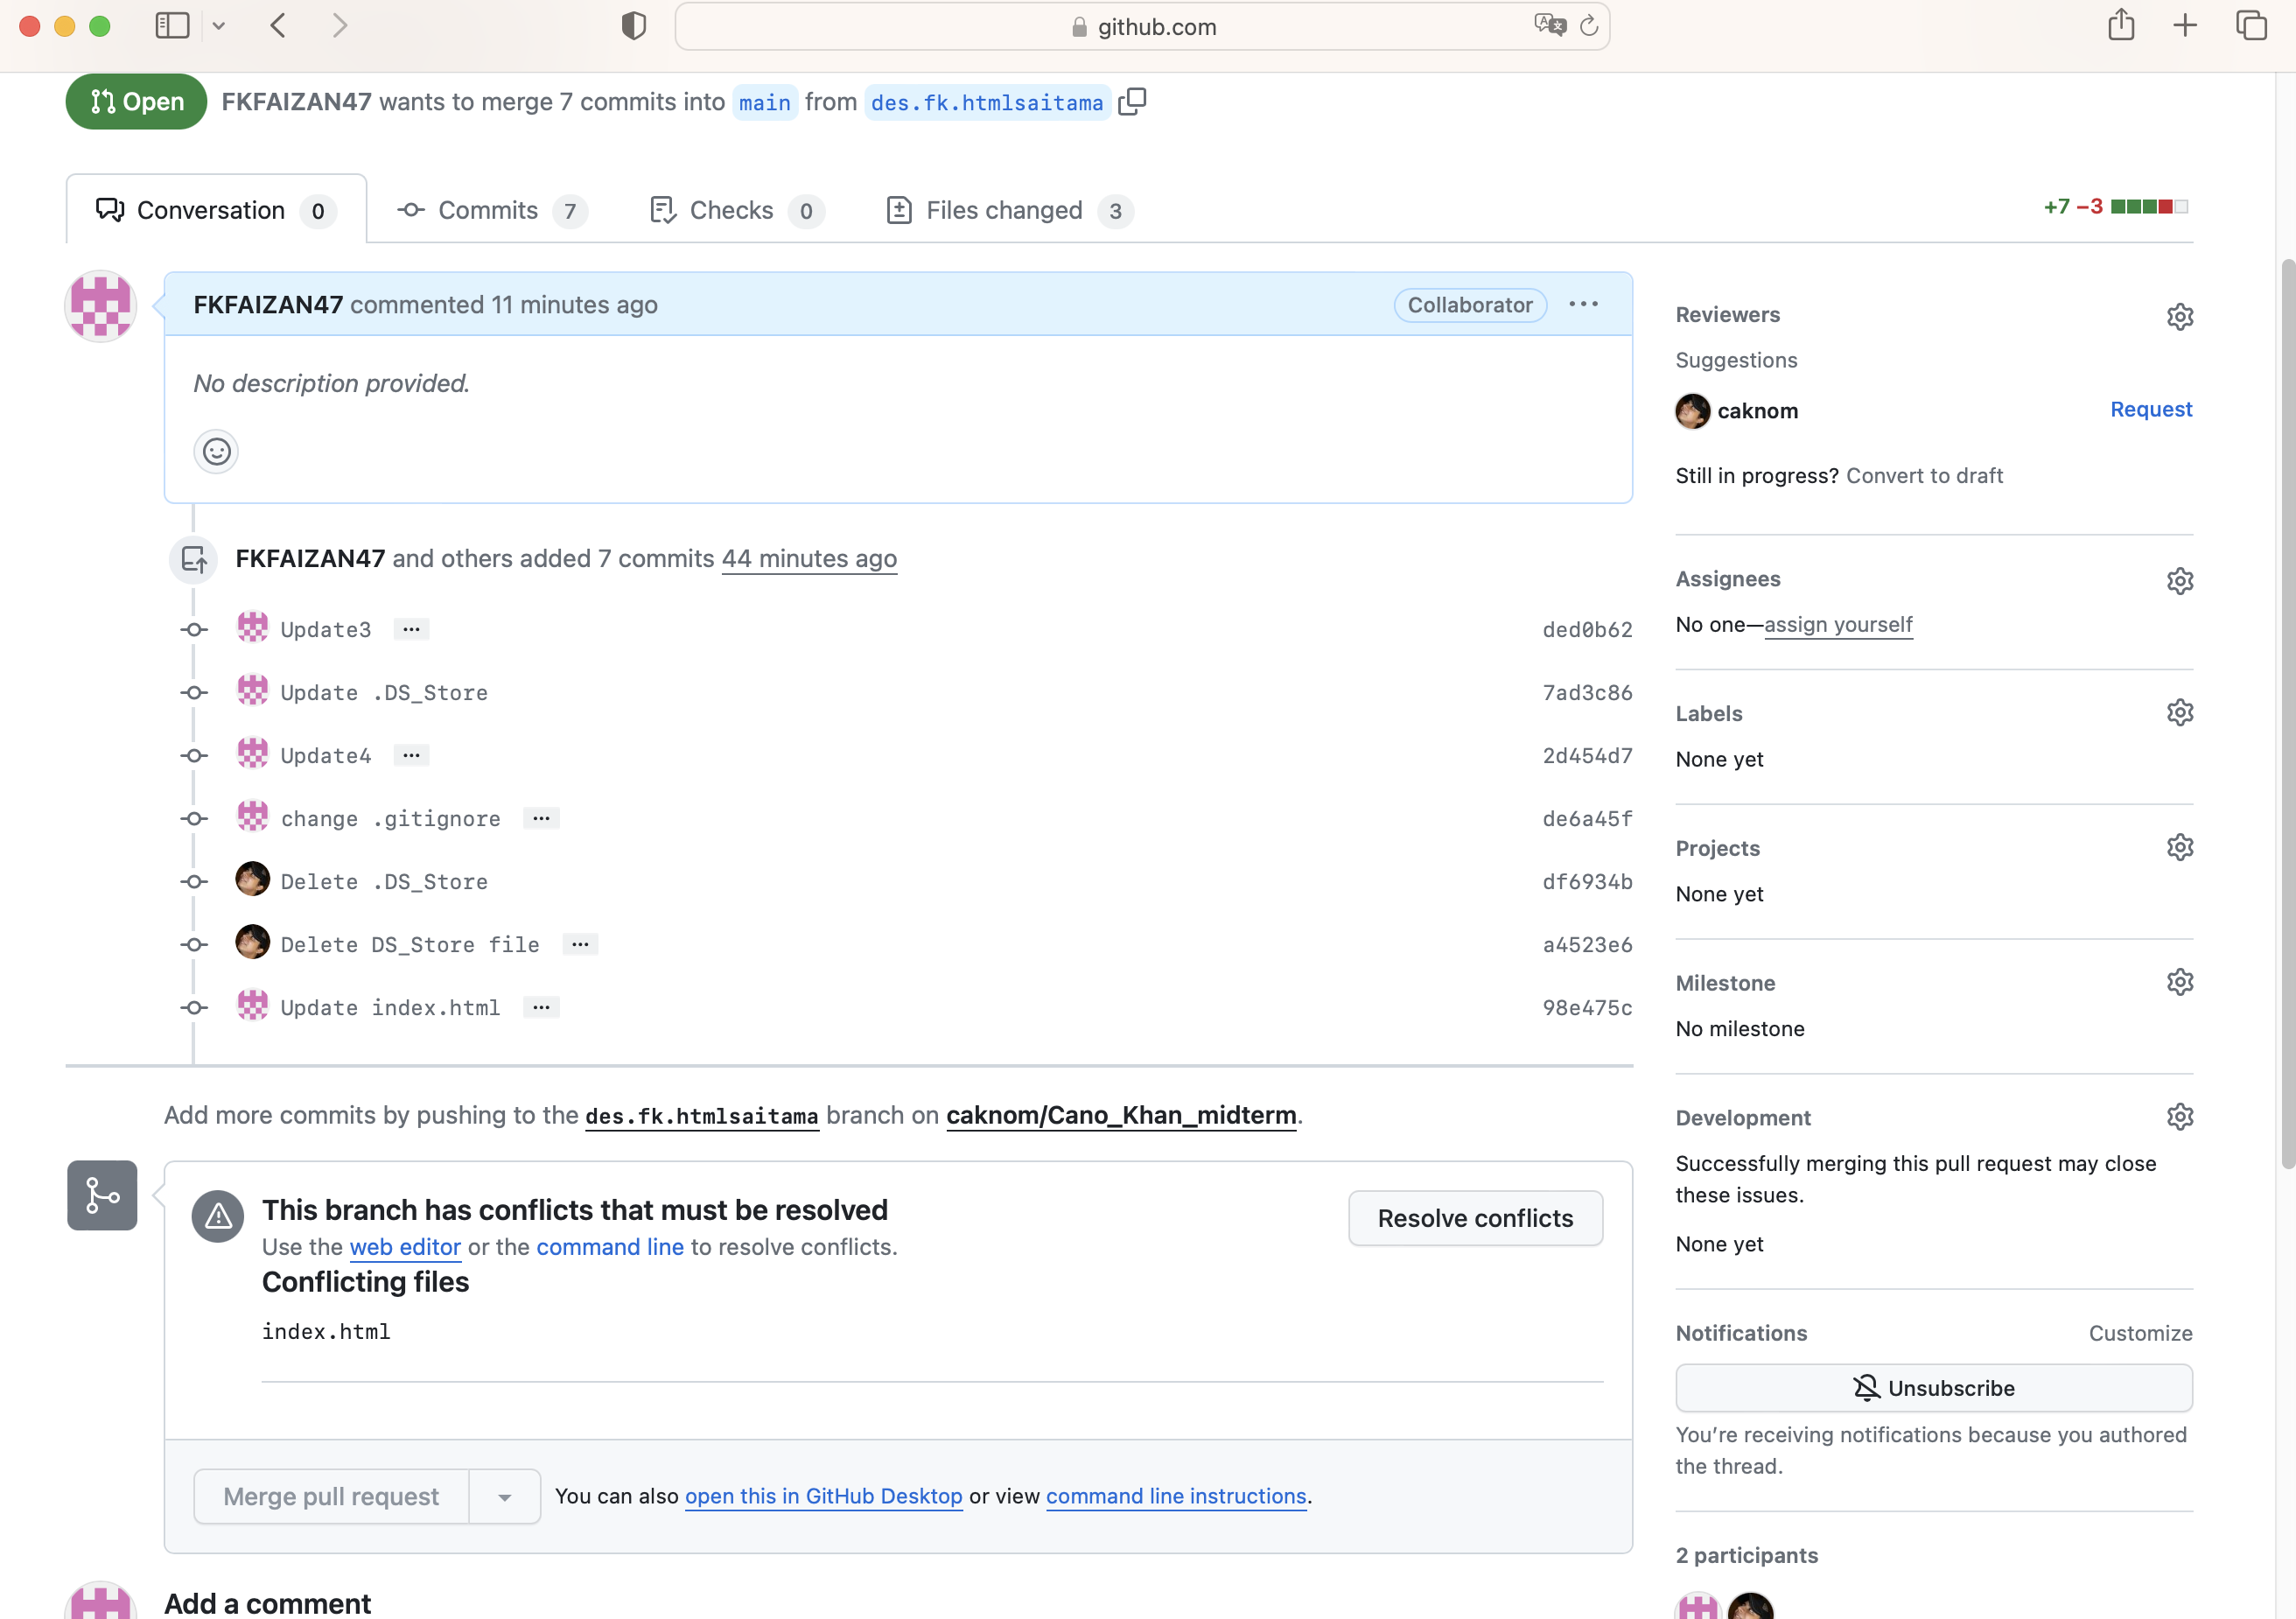 github.com
Open FKFAIZAN47 wants to merge 7 commits into main from des.fk.htmlsaitama
Conversation 0 Commits 7 Checks 0 Files changed 3 +7 −3
FKFAIZAN47 commented 11 minutes ago Collaborator ...
No description provided.
FKFAIZAN47 and others added 7 commits 44 minutes ago
Update3 ... ded0b62
Update .DS_Store 7ad3c86
Update4 ... 2d454d7
change .gitignore ... de6a45f
Delete .DS_Store df6934b
Delete DS_Store file ... a4523e6
Update index.html ... 98e475c
Add more commits by pushing to the des.fk.htmlsaitama branch on caknom/Cano_Khan_midterm.
This branch has conflicts that must be resolved
Use the web editor or the command line to resolve conflicts.
Resolve conflicts
Conflicting files
index.html
Merge pull request You can also open this in GitHub Desktop or view command line instructions.
Add a comment
Reviewers
Suggestions
caknom Request
Still in progress? Convert to draft
Assignees
No one—assign yourself
Labels
None yet
Projects
None yet
Milestone
No milestone
Development
Successfully merging this pull request may close
these issues.
None yet
Notifications Customize
Unsubscribe
You’re receiving notifications because you authored
the thread.
2 participants